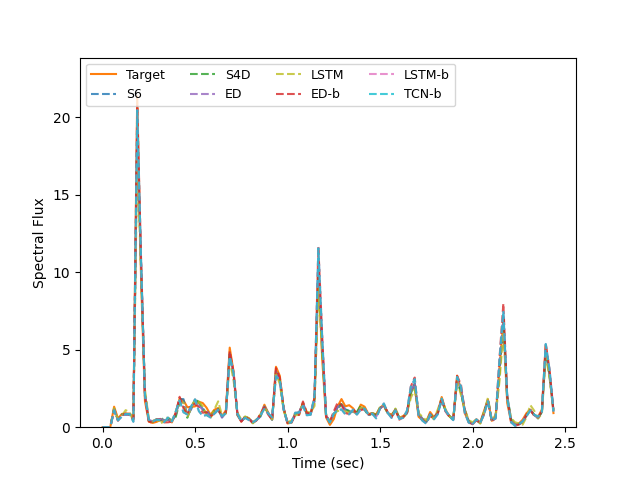 Target S4D LSTM LSTM-b
S6 ED ED-b TCN-b
20
15
10
5
0
Spectral Flux
0.0 0.5 1.0 1.5 2.0 2.5
Time (sec)